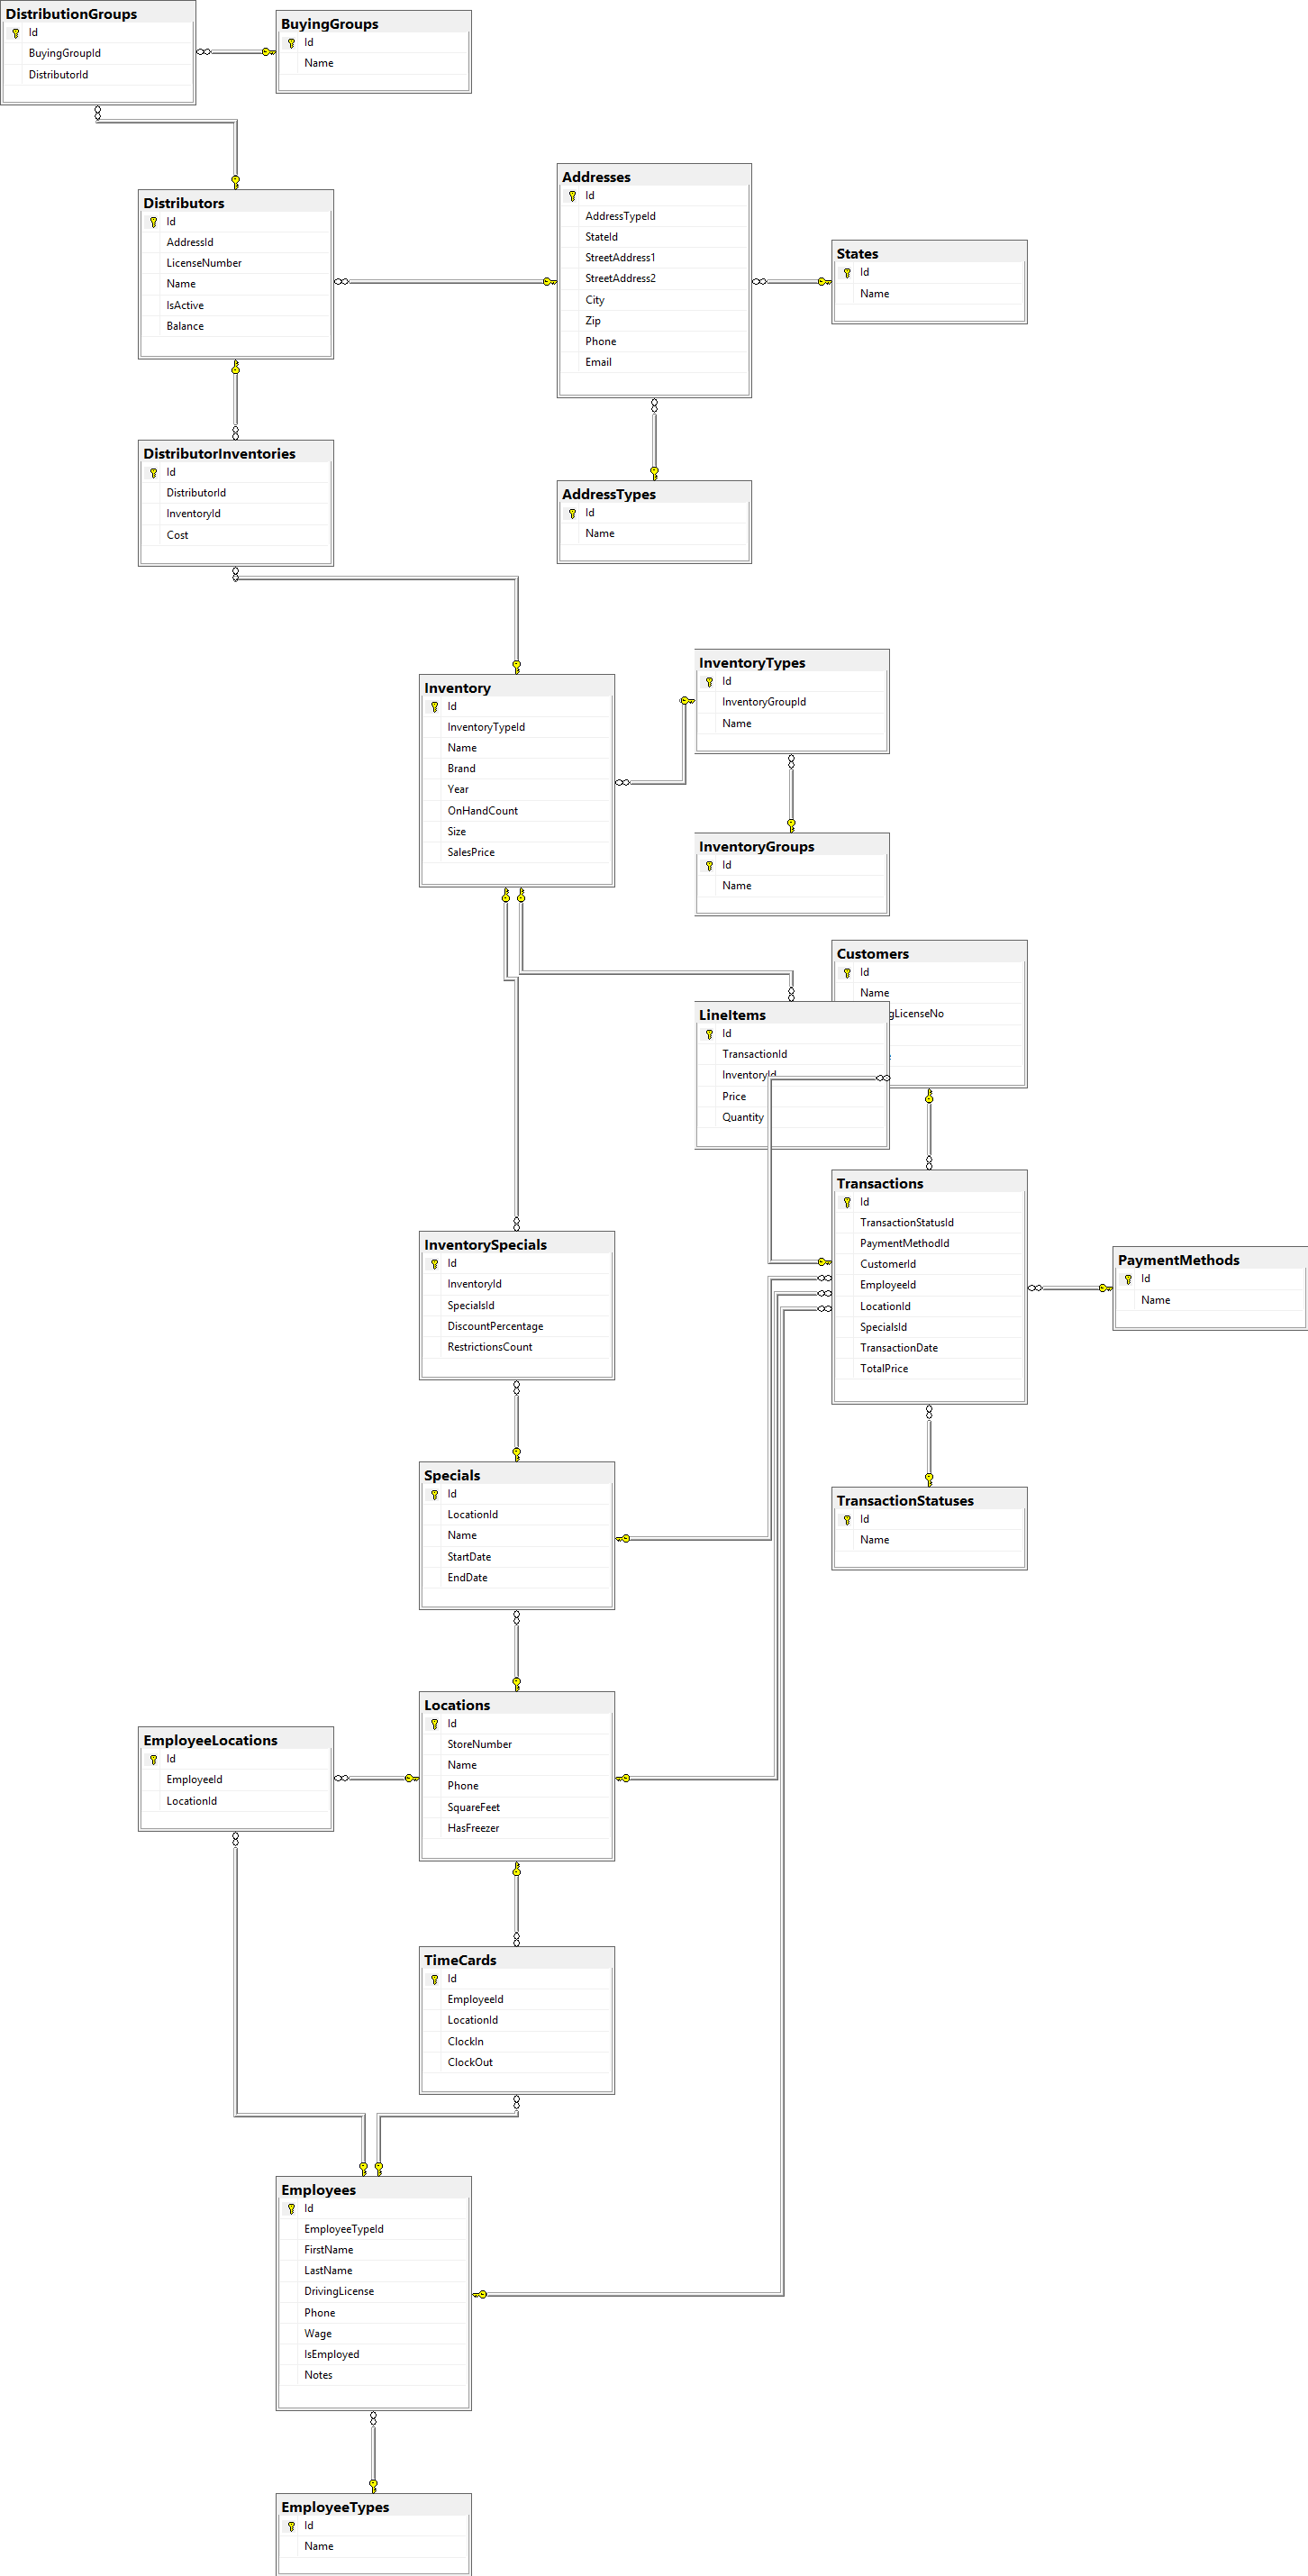 DistributionGroups
Id
BuyingGroupId
DistributorId
BuyingGroups
Id
Name
Distributors
Id
AddressId
LicenseNumber
Name
IsActive
Balance
Addresses
Id
AddressTypeId
StateId
StreetAddress1
StreetAddress2
City
Zip
Phone
Email
States
Id
Name
DistributorInventories
Id
DistributorId
InventoryId
Cost
AddressTypes
Id
Name
Inventory
Id
InventoryTypeId
Name
Brand
Year
OnHandCount
Size
SalesPrice
InventoryTypes
Id
InventoryGroupId
Name
InventoryGroups
Id
Name
Customers
Id
Name
gLicenseNo
LineItems
Id
TransactionId
InventoryId
Price
Quantity
Transactions
Id
TransactionStatusId
PaymentMethodId
CustomerId
EmployeeId
LocationId
SpecialsId
TransactionDate
TotalPrice
PaymentMethods
Id
Name
InventorySpecials
Id
InventoryId
SpecialsId
DiscountPercentage
RestrictionsCount
Specials
Id
LocationId
Name
StartDate
EndDate
TransactionStatuses
Id
Name
Locations
Id
StoreNumber
Name
Phone
SquareFeet
HasFreezer
EmployeeLocations
Id
EmployeeId
LocationId
TimeCards
Id
EmployeeId
LocationId
ClockIn
ClockOut
Employees
Id
EmployeeTypeId
FirstName
LastName
DrivingLicense
Phone
Wage
IsEmployed
Notes
EmployeeTypes
Id
Name